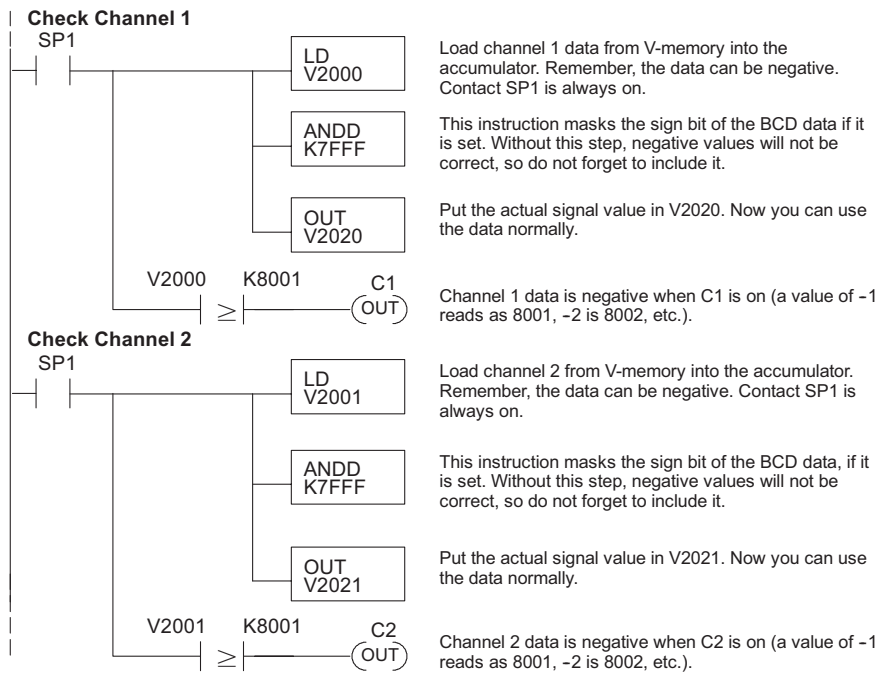 Check Channel 1
SP1
LD
V2000
Load channel 1 data from V-memory into the
accumulator. Remember, the data can be negative.
Contact SP1 is always on.
ANDD
K7FFF
This instruction masks the sign bit of the BCD data if it
is set. Without this step, negative values will not be
correct, so do not forget to include it.
OUT
V2020
Put the actual signal value in V2020. Now you can use
the data normally.
V2000 K8001 C1
≥ OUT
Channel 1 data is negative when C1 is on (a value of -1
reads as 8001, -2 is 8002, etc.).
Check Channel 2
SP1
LD
V2001
Load channel 2 from V-memory into the accumulator.
Remember, the data can be negative. Contact SP1 is
always on.
ANDD
K7FFF
This instruction masks the sign bit of the BCD data, if it
is set. Without this step, negative values will not be
correct, so do not forget to include it.
OUT
V2021
Put the actual signal value in V2021. Now you can use
the data normally.
V2001 K8001 C2
≥ OUT
Channel 2 data is negative when C2 is on (a value of -1
reads as 8001, -2 is 8002, etc.).